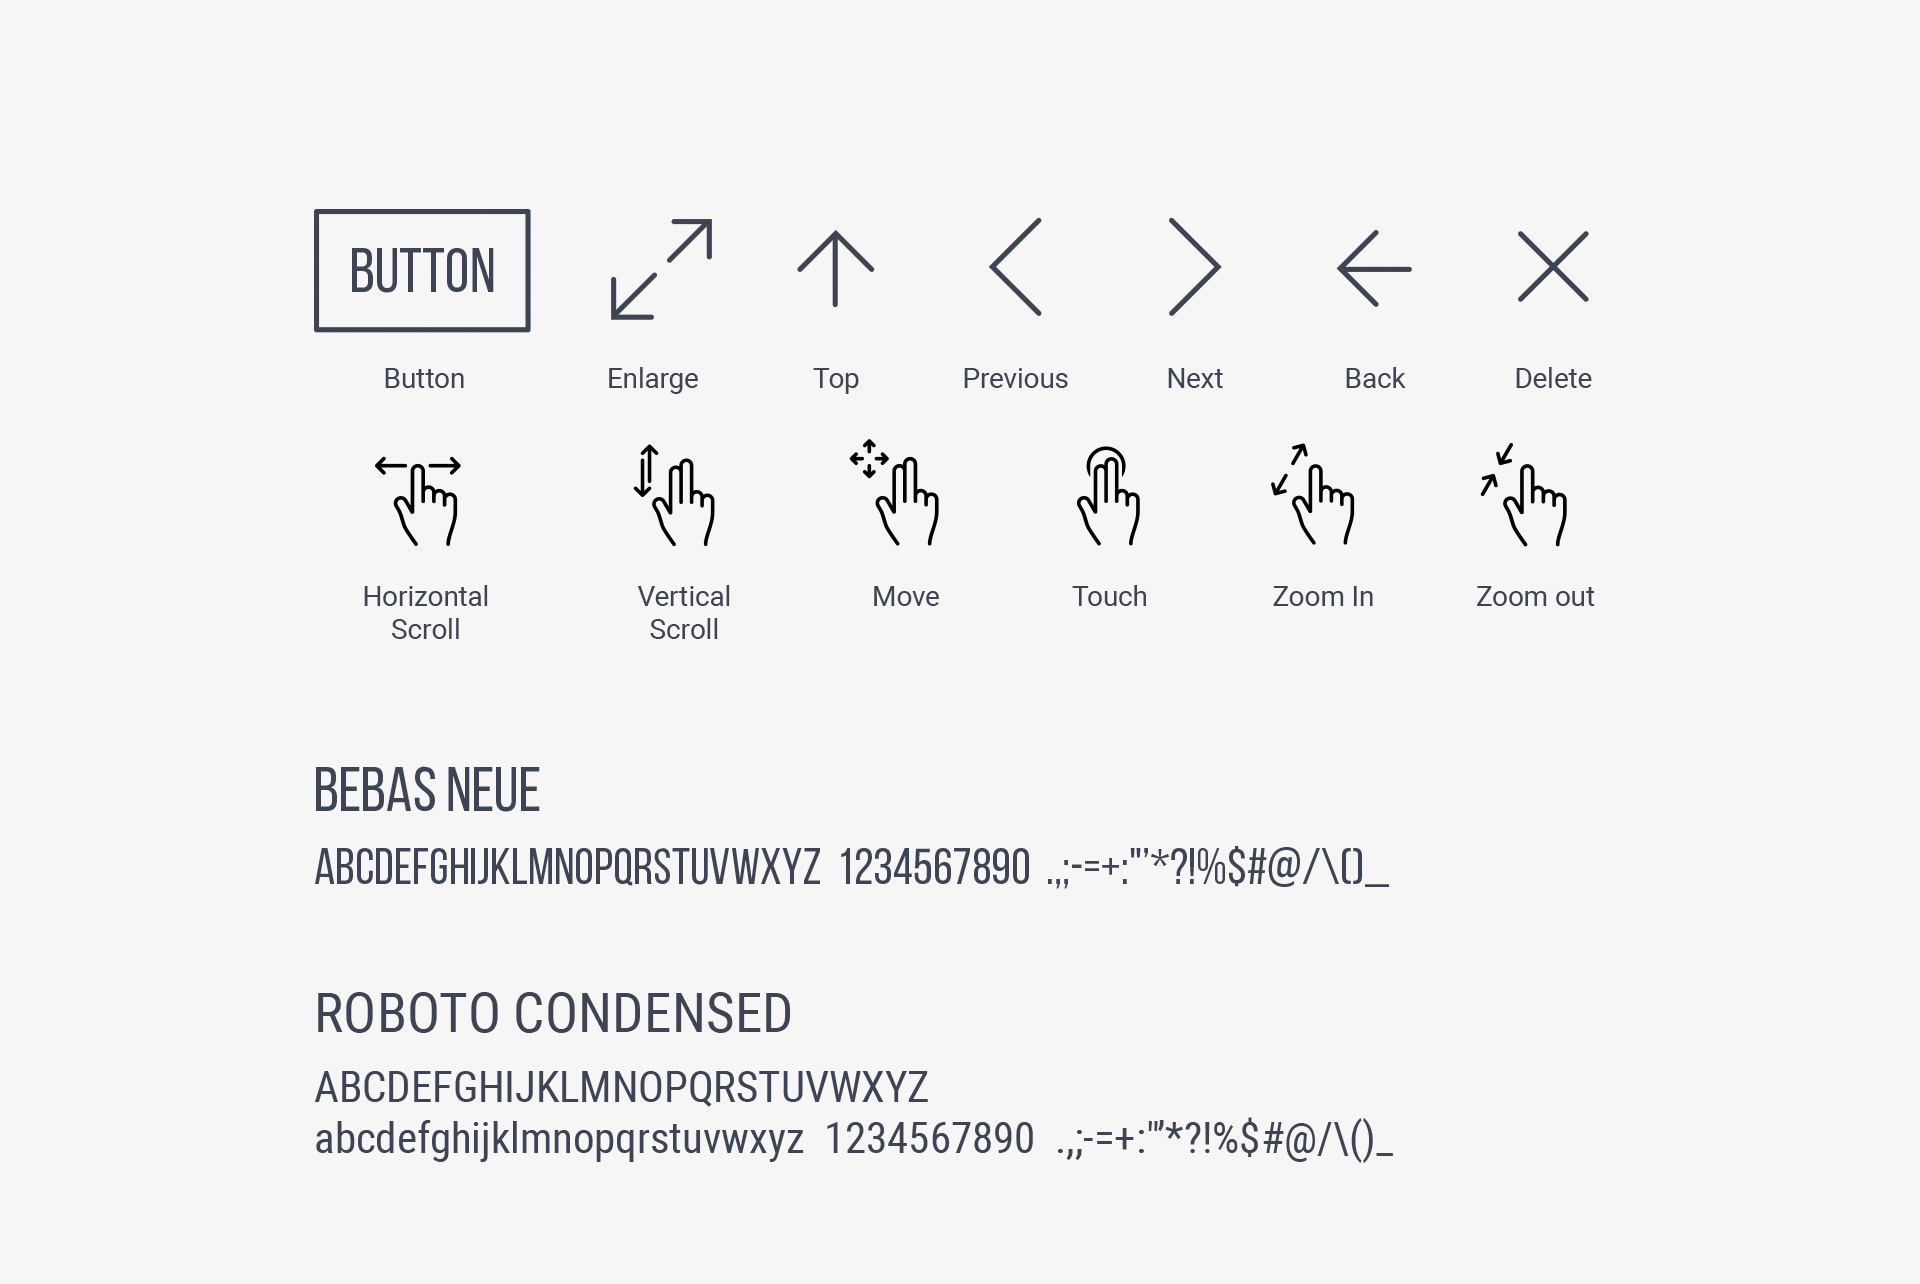 BUTTON
Button Enlarge Top Previous Next Back Delete
Horizontal Scroll Vertical Scroll Move Touch Zoom In Zoom out
BEBAS NEUE
ABCDEFGHIJKLMNOPQRSTUVWXYZ 1234567890 .,;-=+:"'*?!%$#@/\()_
ROBOTO CONDENSED
ABCDEFGHIJKLMNOPQRSTUVWXYZ
abcdefghijklmnopqrstuvwxyz 1234567890 .,;-=+:"'*?!%$#@/\()_